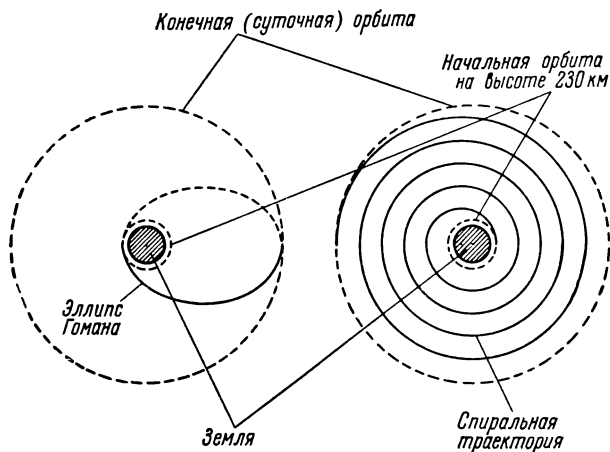 Конечная (суточная) орбита
Начальная орбита
на высоте 230 км
Эллипс
Гомана
Земля
Спиральная
траектория